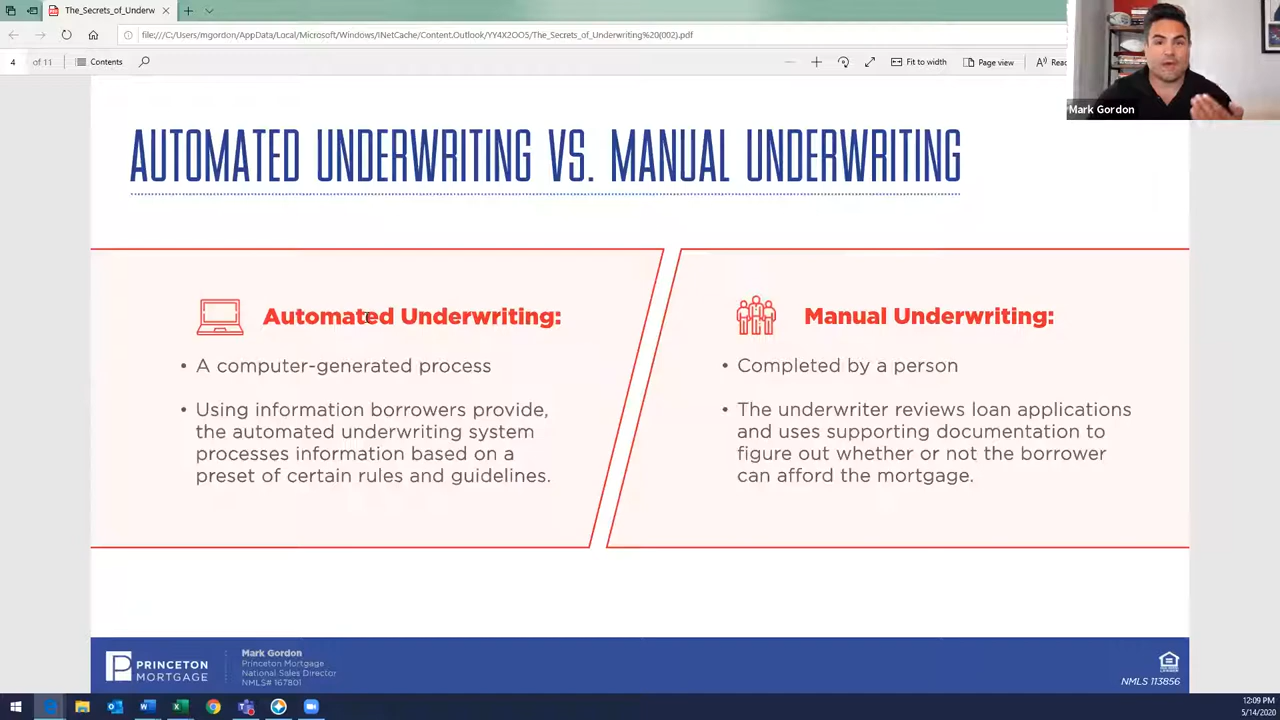 The_Secrets_of_Underw
file:///C:/Users/mgordon/AppData/Local/Microsoft/Windows/INetCache/Content.Outlook/YY4X2OO5/The_Secrets_of_Underwriting%20(002).pdf
4 of 11 Contents Fit to width Page view Read
Mark Gordon
AUTOMATED UNDERWRITING VS. MANUAL UNDERWRITING
Automated Underwriting:
• A computer-generated process
• Using information borrowers provide,
the automated underwriting system
processes information based on a
preset of certain rules and guidelines.
Manual Underwriting:
• Completed by a person
• The underwriter reviews loan applications
and uses supporting documentation to
figure out whether or not the borrower
can afford the mortgage.
PRINCETON
MORTGAGE
Mark Gordon
Princeton Mortgage
National Sales Director
NMLS# 167801
NMLS 113856
12:09 PM
5/14/2020